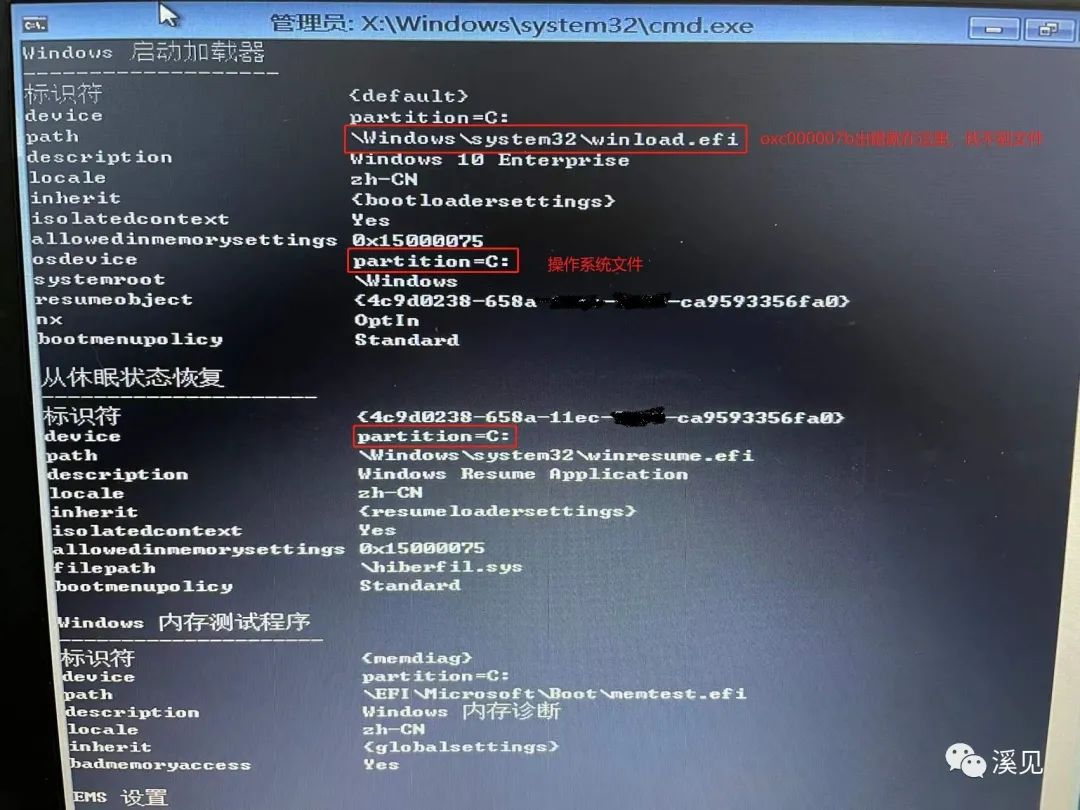 管理员: X:\Windows\system32\cmd.exe
Windows 启动加载器
--------------------
标识符 {default}
device partition=C:
path \Windows\system32\winload.efi oxc000007b出错就在这里，找不到文件
description Windows 10 Enterprise
locale zh-CN
inherit {bootloadersettings}
isolatedcontext Yes
allowedinmemorysettings 0x15000075
osdevice partition=C: 操作系统文件
systemroot \Windows
resumeobject {4c9d0238-658a- - -ca9593356fa0}
nx OptIn
bootmenupolicy Standard
从休眠状态恢复
---------------------
标识符 {4c9d0238-658a-11ec- -ca9593356fa0}
device partition=C:
path \Windows\system32\winresume.efi
description Windows Resume Application
locale zh-CN
inherit {resumeloadersettings}
isolatedcontext Yes
allowedinmemorysettings 0x15000075
filepath \hiberfil.sys
bootmenupolicy Standard
Windows 内存测试程序
---------------------
标识符 {memdiag}
device partition=C:
path \EFI\Microsoft\Boot\memtest.efi
description Windows 内存诊断
locale zh-CN
inherit {globalsettings}
badmemoryaccess Yes
EMS 设置
溪见